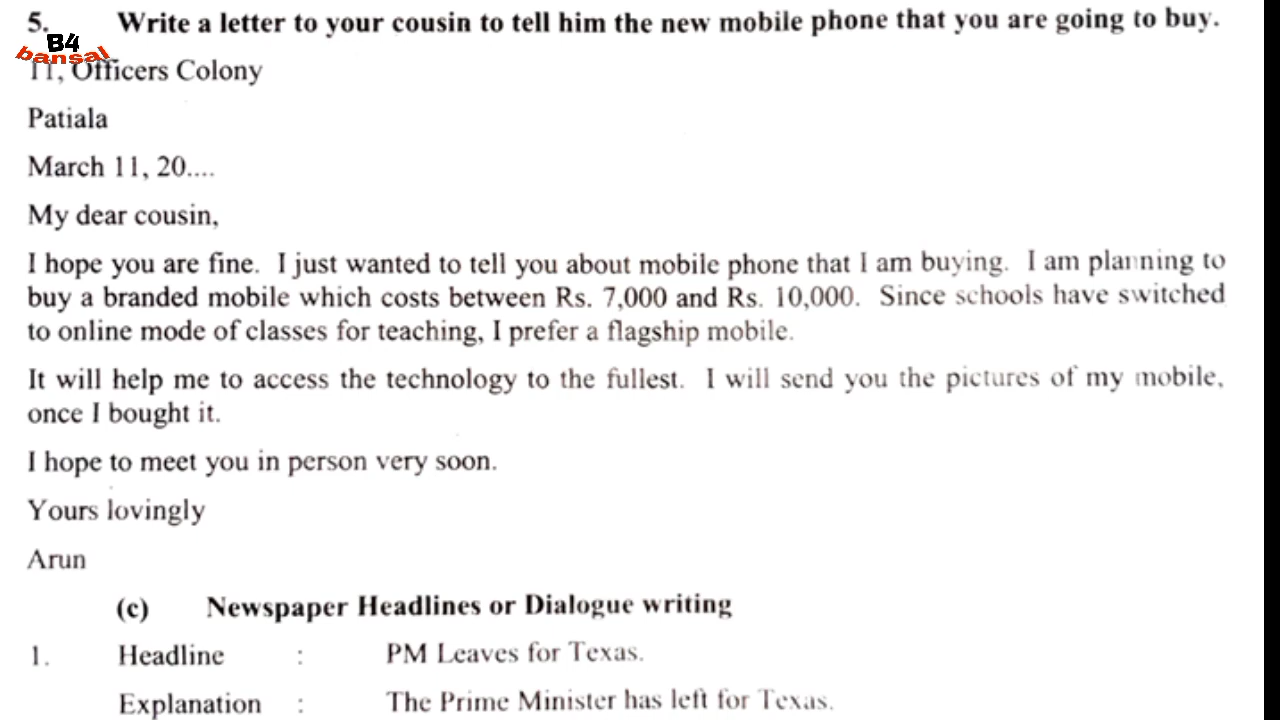 5. Write a letter to your cousin to tell him the new mobile phone that you are going to buy.
B4
bansal
11, Officers Colony
Patiala
March 11, 20....
My dear cousin,
I hope you are fine. I just wanted to tell you about mobile phone that I am buying. I am planning to
buy a branded mobile which costs between Rs. 7,000 and Rs. 10,000. Since schools have switched
to online mode of classes for teaching, I prefer a flagship mobile.
It will help me to access the technology to the fullest. I will send you the pictures of my mobile,
once I bought it.
I hope to meet you in person very soon.
Yours lovingly
Arun
(c) Newspaper Headlines or Dialogue writing
1. Headline : PM Leaves for Texas.
Explanation : The Prime Minister has left for Texas.